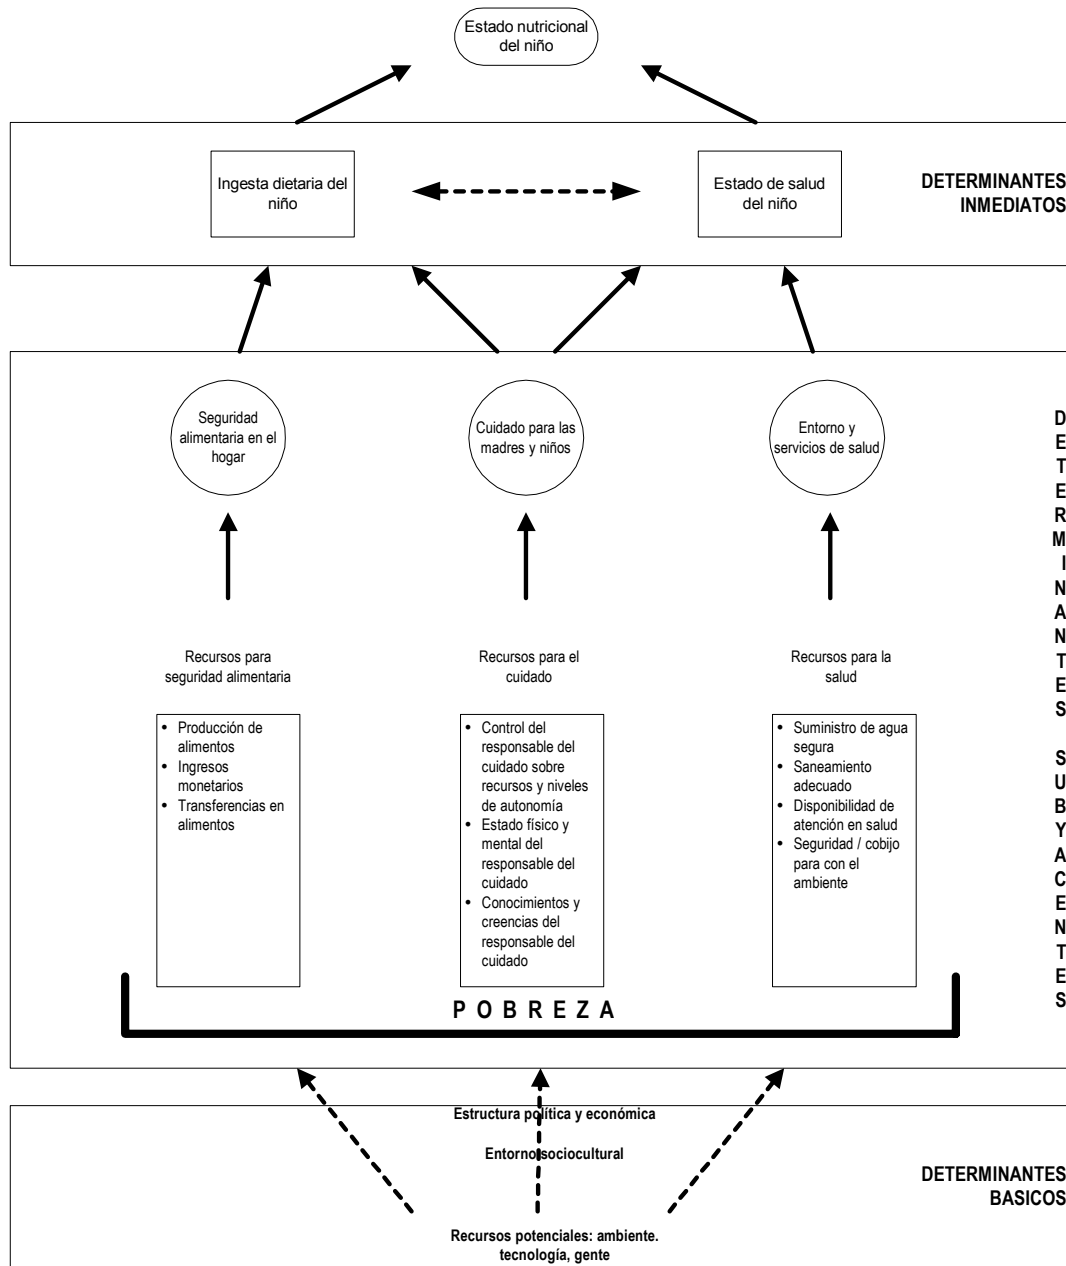 Estado nutricional
del niño
Ingesta dietaria del
niño
Estado de salud
del niño
DETERMINANTES
INMEDIATOS
Seguridad
alimentaria en el
hogar
Cuidado para las
madres y niños
Entorno y
servicios de salud
Recursos para
seguridad alimentaria
Recursos para el
cuidado
Recursos para la
salud
• Producción de
alimentos
• Ingresos
monetarios
• Transferencias en
alimentos
• Control del
responsable del
cuidado sobre
recursos y niveles
de autonomía
• Estado físico y
mental del
responsable del
cuidado
• Conocimientos y
creencias del
responsable del
cuidado
• Suministro de agua
segura
• Saneamiento
adecuado
• Disponibilidad de
atención en salud
• Seguridad / cobijo
para con el
ambiente
DETERMINANTES SUBYACENTES
POBREZA
Estructura política y económica
Entorno sociocultural
Recursos potenciales: ambiente.
tecnología, gente
DETERMINANTES
BASICOS